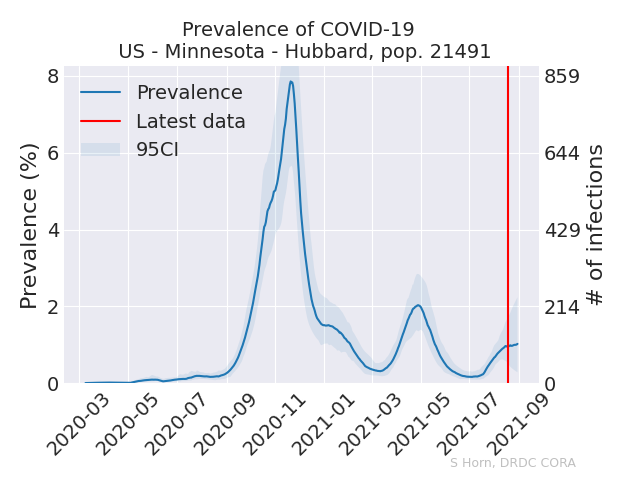 Prevalence of COVID-19
US - Minnesota - Hubbard, pop. 21491
8
6
4
2
0
859
644
429
214
0
Prevalence (%)
# of infections
Prevalence
Latest data
95CI
2020-03
2020-05
2020-07
2020-09
2020-11
2021-01
2021-03
2021-05
2021-07
2021-09
S Horn, DRDC CORA